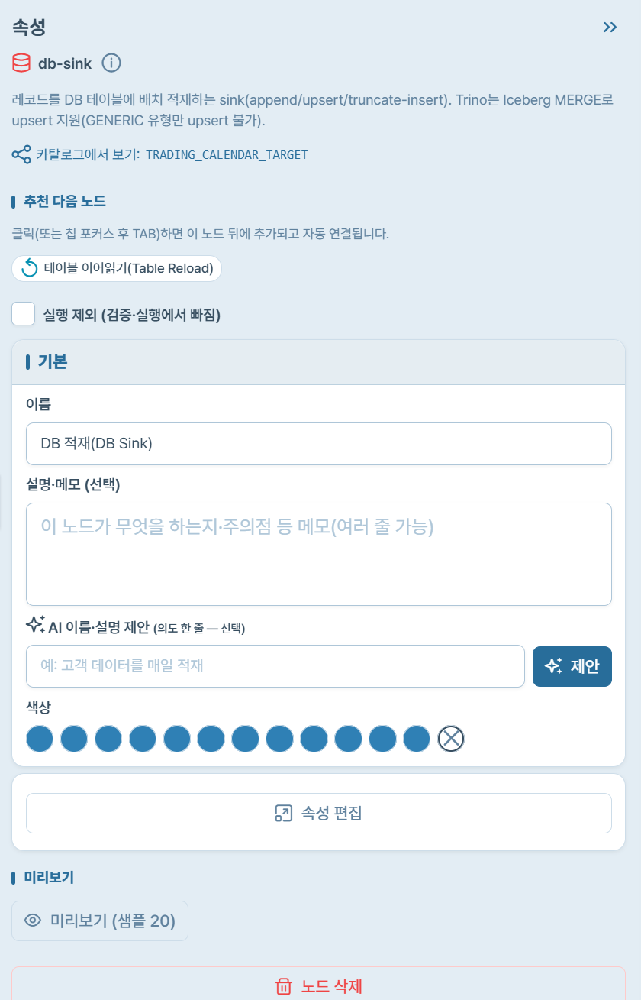 속성
db-sink
레코드를 DB 테이블에 배치 적재하는 sink(append/upsert/truncate-insert). Trino는 Iceberg MERGE로
upsert 지원(GENERIC 유형만 upsert 불가).
카탈로그에서 보기: TRADING_CALENDAR_TARGET
추천 다음 노드
클릭(또는 칩 포커스 후 TAB)하면 이 노드 뒤에 추가되고 자동 연결됩니다.
테이블 이어읽기(Table Reload)
실행 제외 (검증·실행에서 빠짐)
기본
이름
DB 적재(DB Sink)
설명·메모 (선택)
이 노드가 무엇을 하는지·주의점 등 메모(여러 줄 가능)
AI 이름·설명 제안 (의도 한 줄 — 선택)
예: 고객 데이터를 매일 적재
제안
색상
속성 편집
미리보기
미리보기 (샘플 20)
노드 삭제